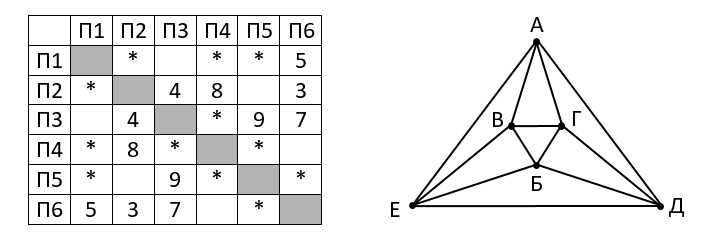 П1 П2 П3 П4 П5 П6
П1 * * * 5
П2 * 4 8 3
П3 4 * 9 7
П4 * 8 * *
П5 * 9 * *
П6 5 3 7 *
А
В Г
Б
Е Д